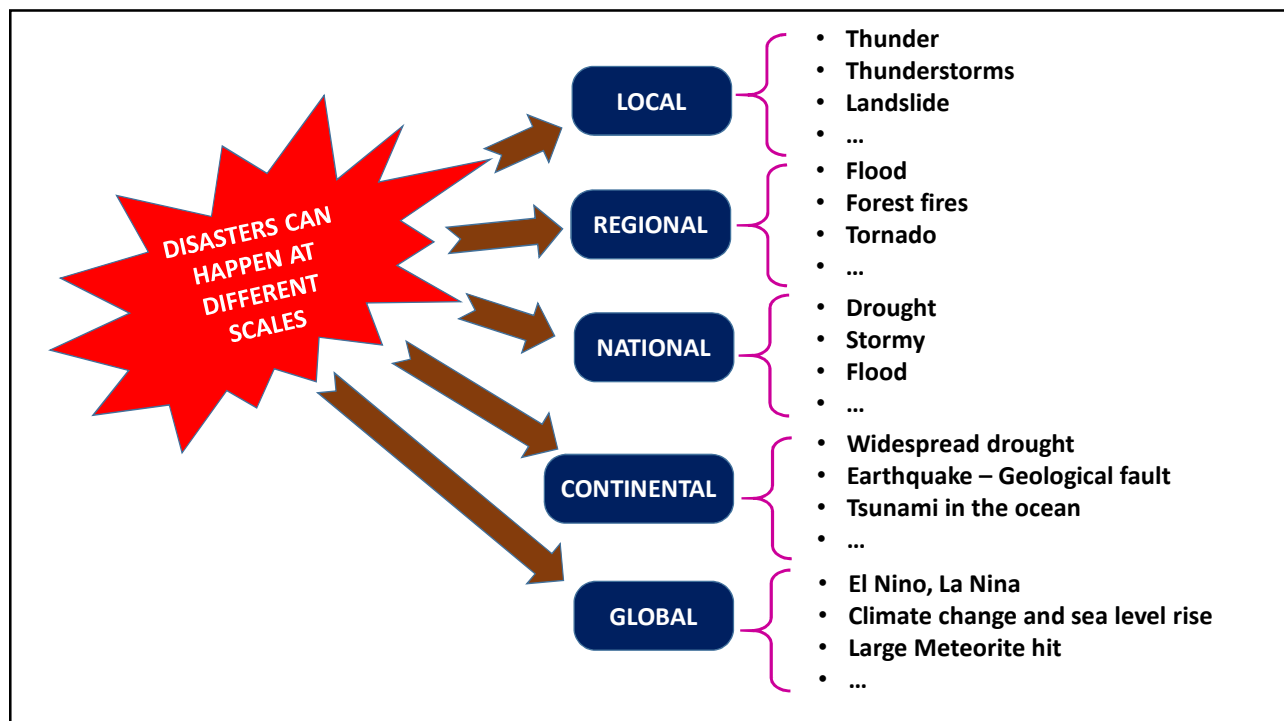 DISASTERS CAN
HAPPEN AT
DIFFERENT
SCALES
LOCAL
• Thunder
• Thunderstorms
• Landslide
• …
REGIONAL
• Flood
• Forest fires
• Tornado
• …
NATIONAL
• Drought
• Stormy
• Flood
• …
CONTINENTAL
• Widespread drought
• Earthquake – Geological fault
• Tsunami in the ocean
• …
GLOBAL
• El Nino, La Nina
• Climate change and sea level rise
• Large Meteorite hit
• …